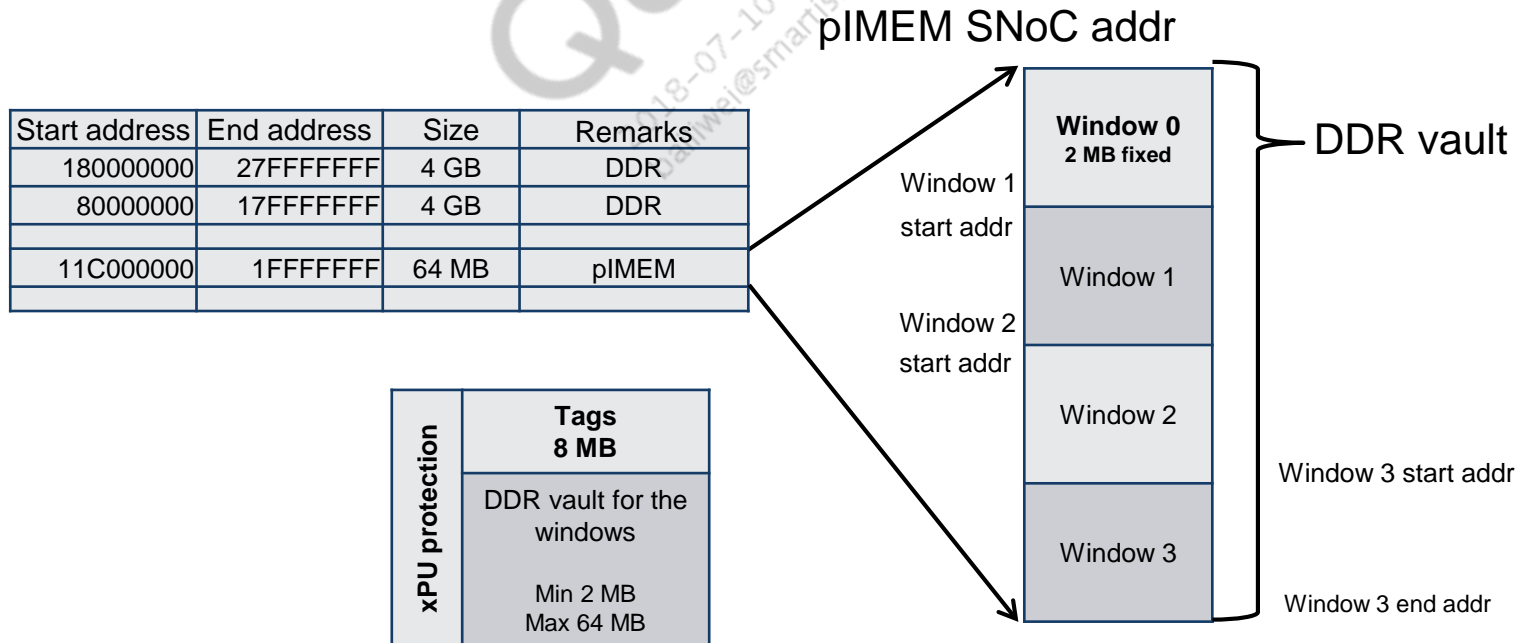 pIMEM SNoC addr
Start address End address Size Remarks
180000000 27FFFFFFF 4 GB DDR
80000000 17FFFFFFF 4 GB DDR
11C000000 1FFFFFFF 64 MB pIMEM
Window 0
2 MB fixed
DDR vault
Window 1
start addr
Window 1
Window 2
start addr
Window 2
Window 3 start addr
Window 3
Window 3 end addr
xPU protection
Tags
8 MB
DDR vault for the
windows
Min 2 MB
Max 64 MB